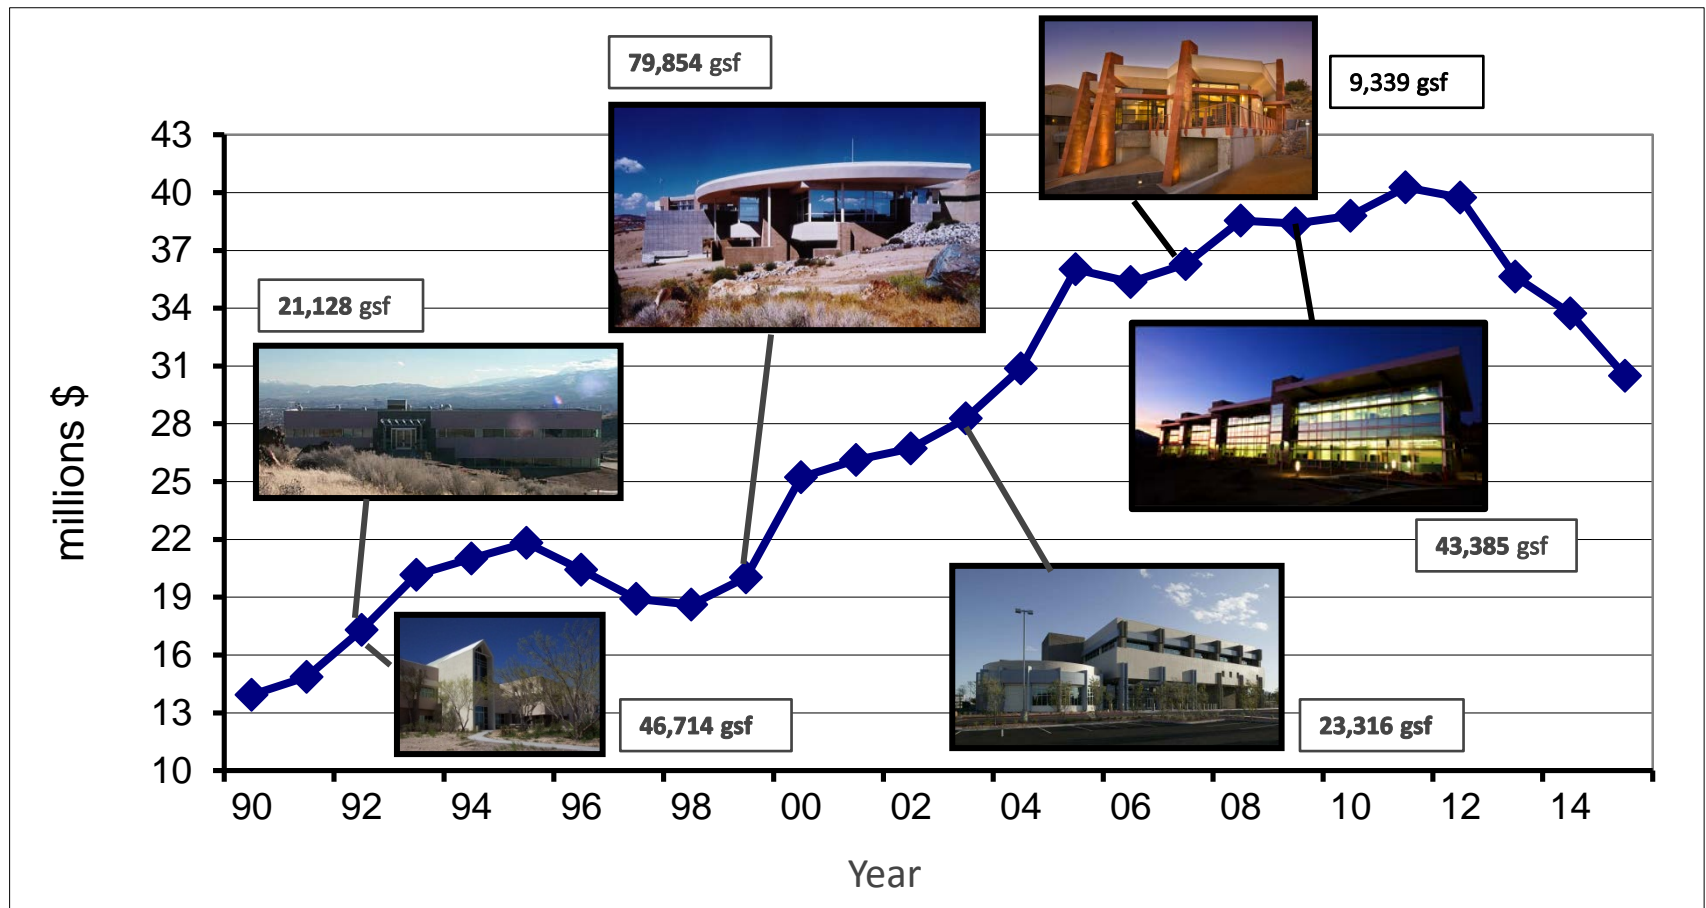 79,854 gsf
9,339 gsf
21,128 gsf
43,385 gsf
46,714 gsf
23,316 gsf
millions $
43
40
37
34
31
28
25
22
19
16
13
10
90 92 94 96 98 00 02 04 06 08 10 12 14
Year